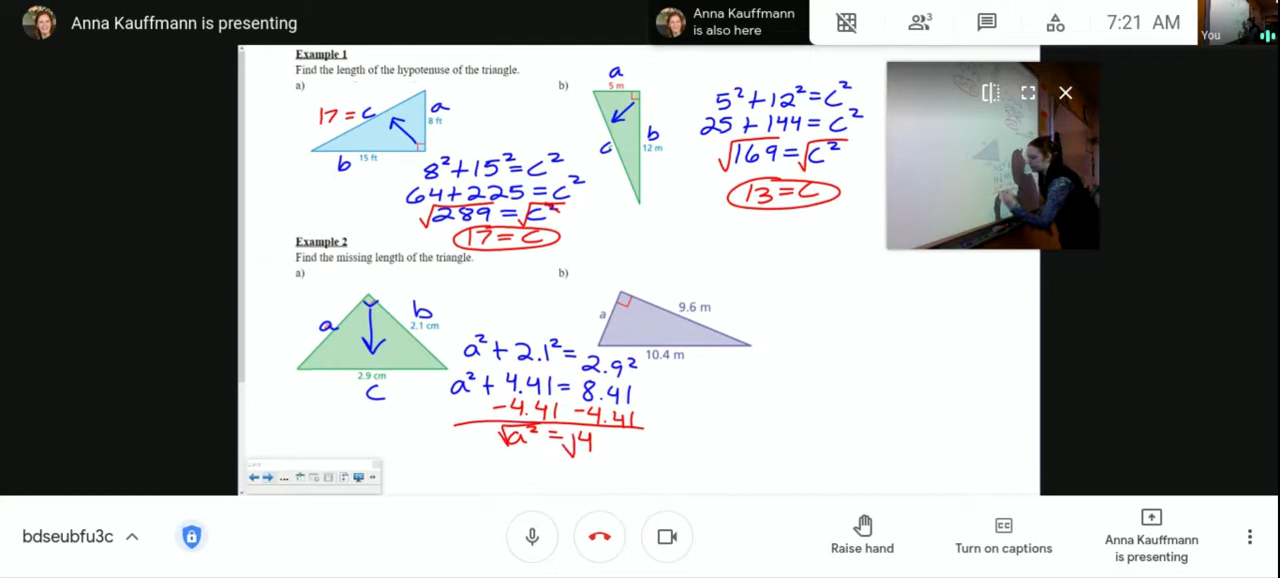 Anna Kauffmann is presenting
Anna Kauffmann
is also here
3
7:21 AM
You
Example 1
Find the length of the hypotenuse of the triangle.
a)
17 = c
a
8 ft
b
15 ft
8² + 15² = c²
64 + 225 = c²
√289 = √c²
17 = c
b)
a
5 m
b
12 m
c
5² + 12² = c²
25 + 144 = c²
√169 = √c²
13 = c
Example 2
Find the missing length of the triangle.
a)
a
b
2.1 cm
2.9 cm
c
a² + 2.1² = 2.9²
a² + 4.41 = 8.41
-4.41 -4.41
√a² = √4
b)
a
9.6 m
10.4 m
bdseubfu3c
Raise hand
CC
Turn on captions
Anna Kauffmann
is presenting